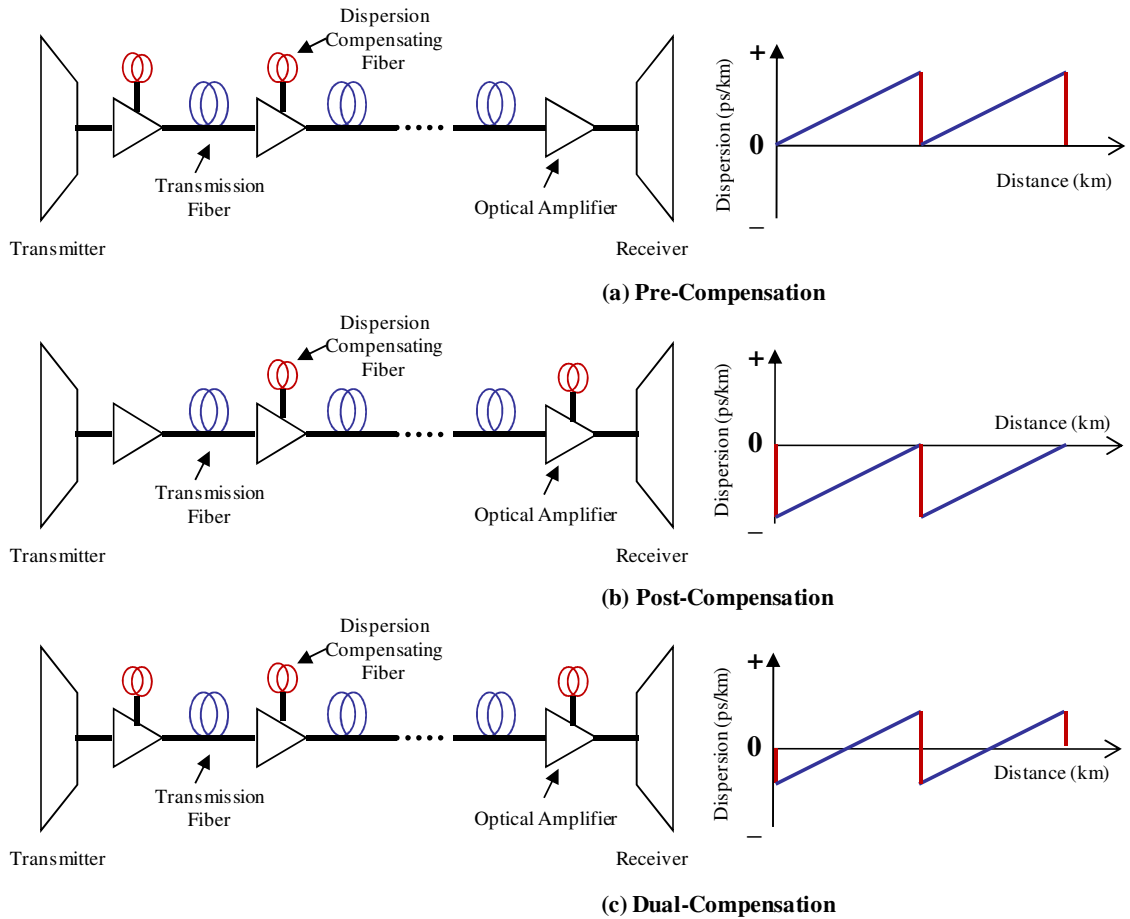 Dispersion
Compensating
Fiber
Transmission
Fiber
Optical Amplifier
Transmitter
Receiver
+
0
–
Dispersion (ps/km)
Distance (km)
(a) Pre-Compensation
Dispersion
Compensating
Fiber
Transmission
Fiber
Optical Amplifier
Transmitter
Receiver
+
0
–
Dispersion (ps/km)
Distance (km)
(b) Post-Compensation
Dispersion
Compensating
Fiber
Transmission
Fiber
Optical Amplifier
Transmitter
Receiver
+
0
–
Dispersion (ps/km)
Distance (km)
(c) Dual-Compensation